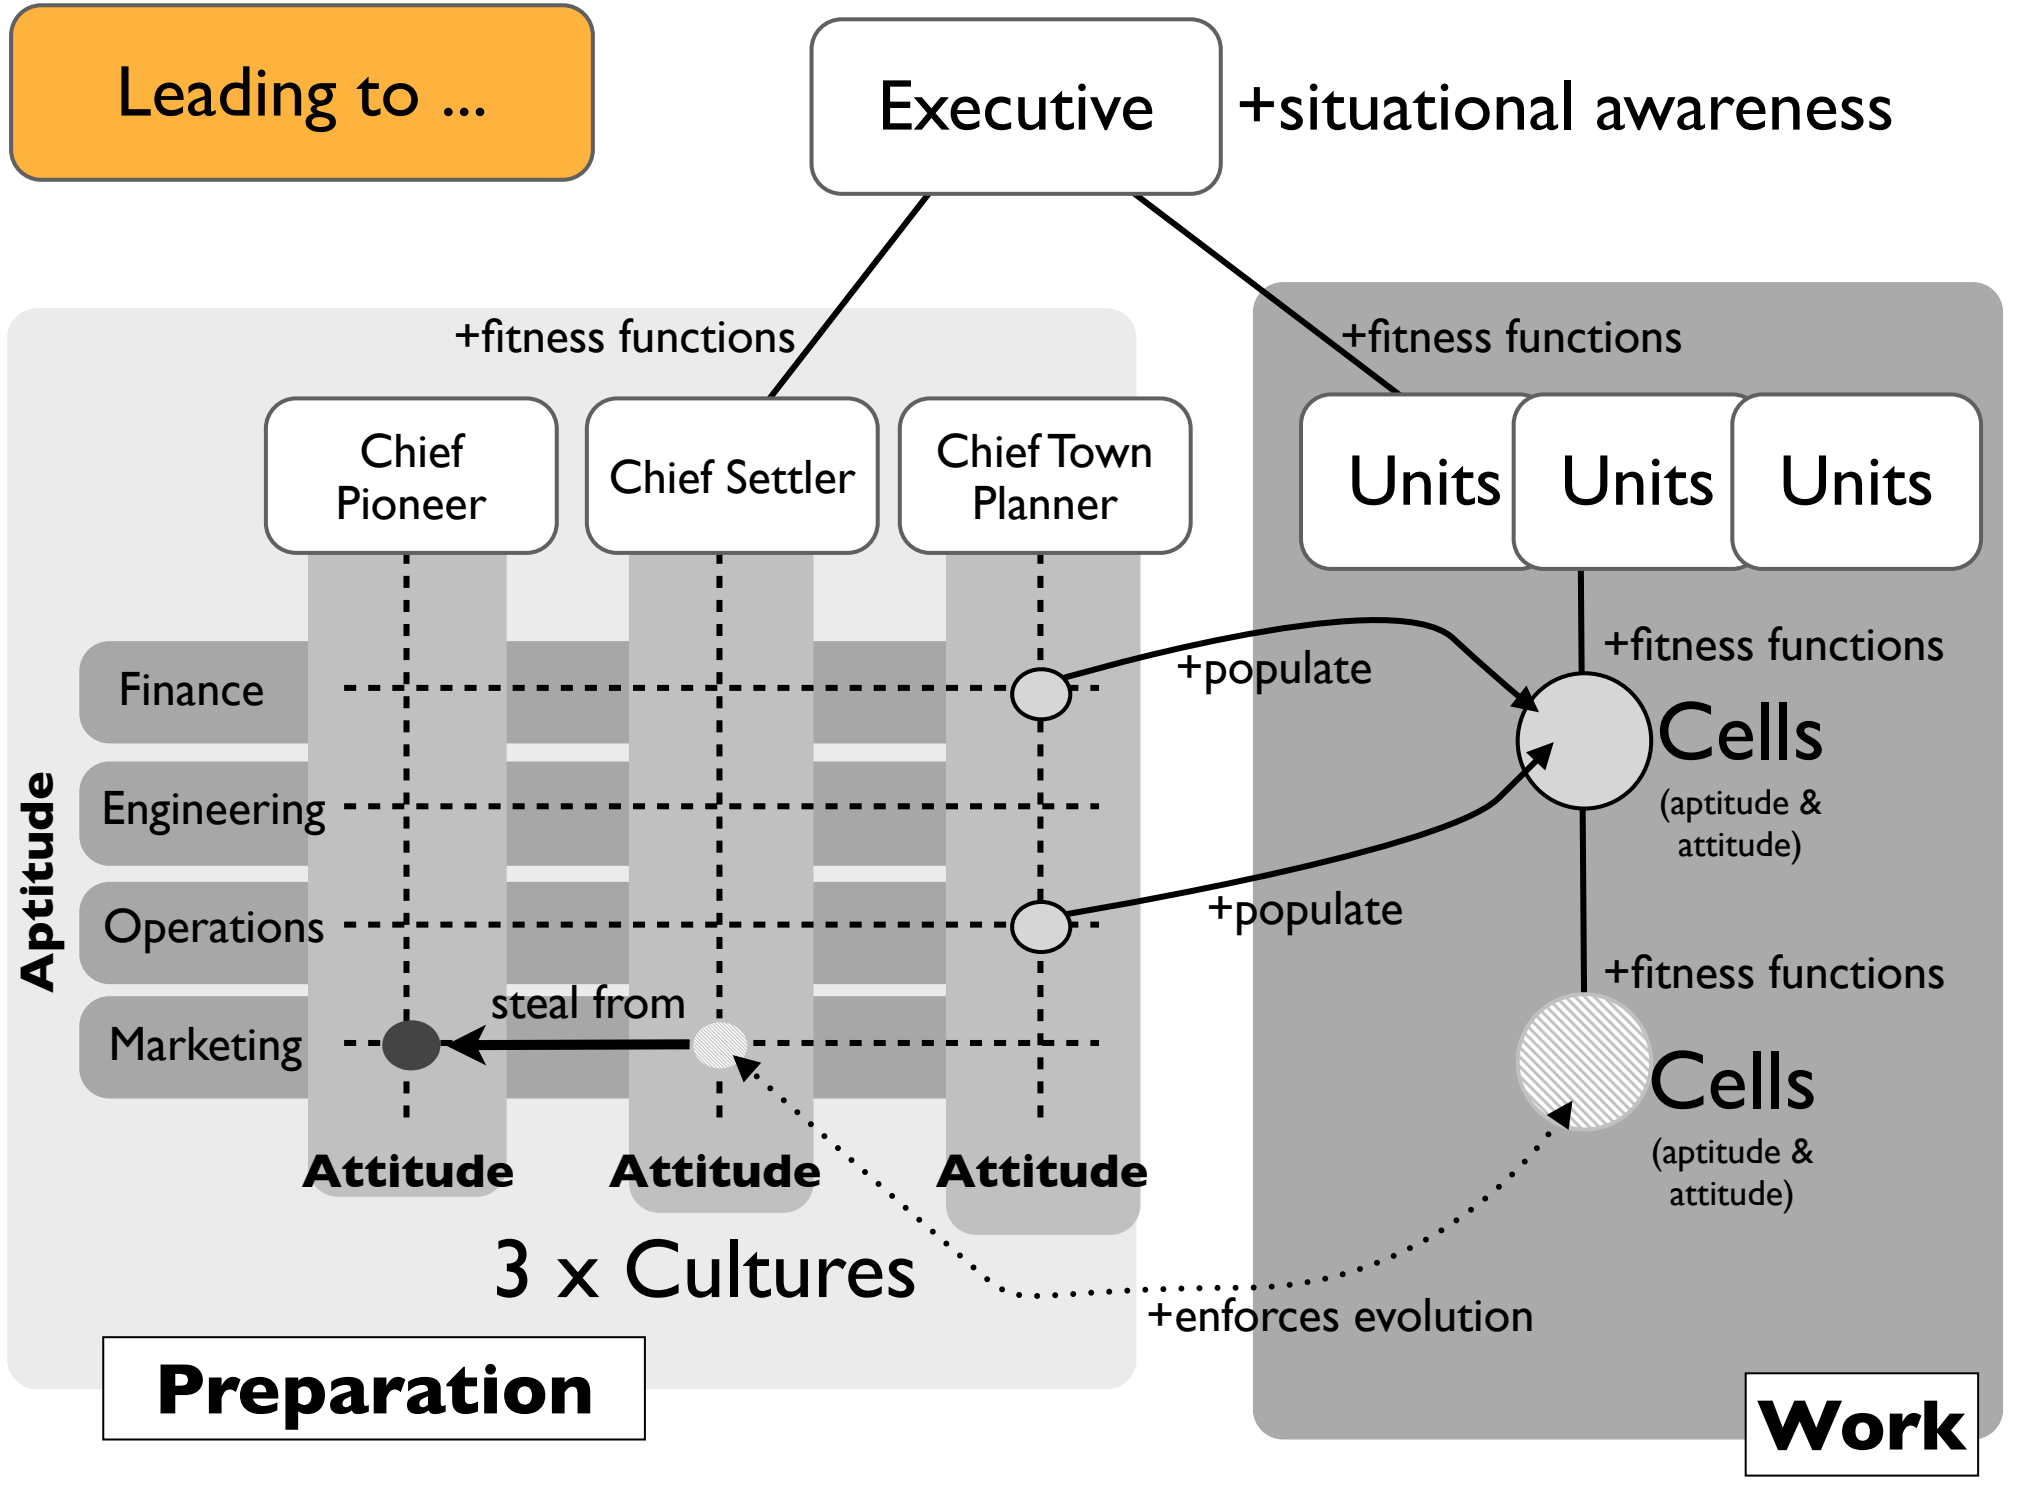 Leading to ...
Executive
+situational awareness
+fitness functions
+fitness functions
Chief
Pioneer
Chief Settler
Chief Town
Planner
Units
Units
Units
+fitness functions
Finance
+populate
Cells
(aptitude &
attitude)
Engineering
Aptitude
Operations
+populate
+fitness functions
steal from
Marketing
Cells
(aptitude &
attitude)
Attitude
Attitude
Attitude
3 x Cultures
+enforces evolution
Preparation
Work